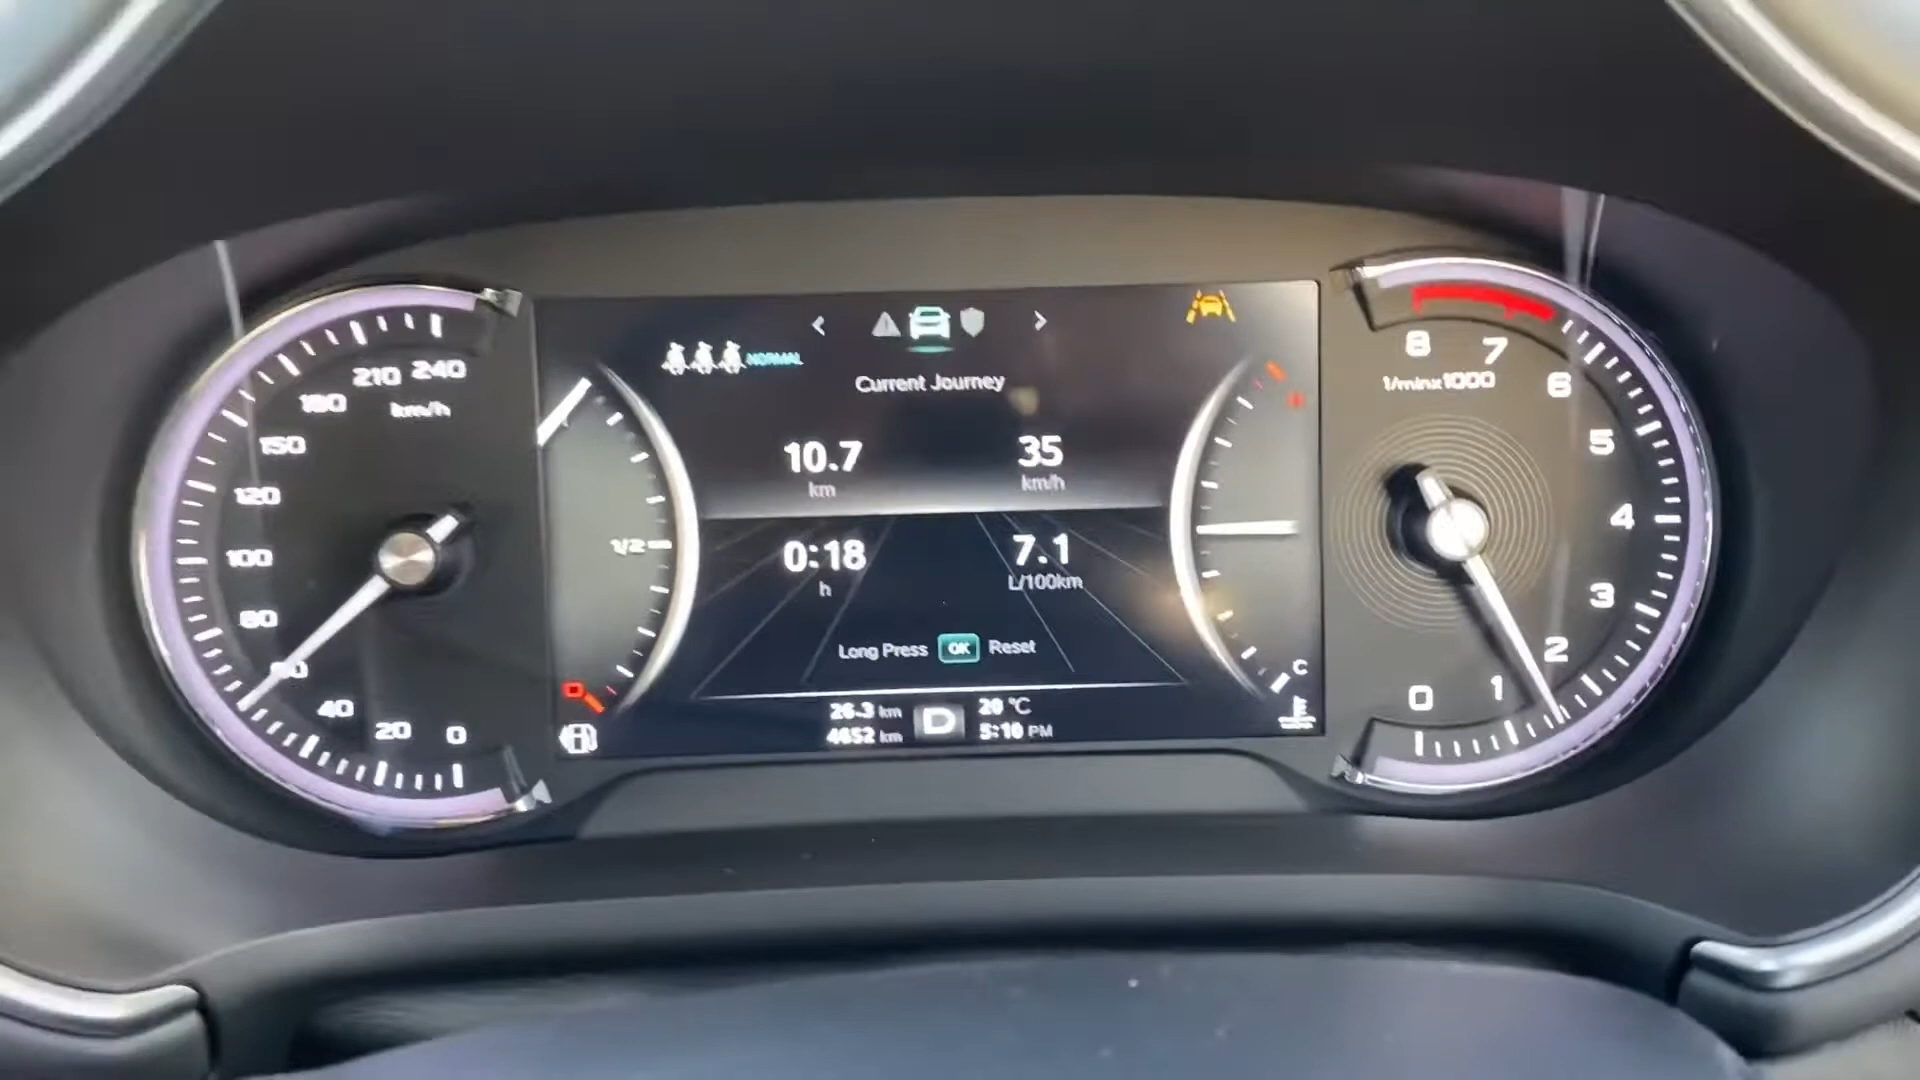 210 240
180
km/h
150
120
100
80
60
40
20
0
1/2
NORMAL
Current Journey
10.7
km
35
km/h
0:18
h
7.1
L/100km
Long Press OK Reset
26.3 km
4652 km
D
20 °C
5:10 PM
C
8
7
1/minx1000
6
5
4
3
2
1
0